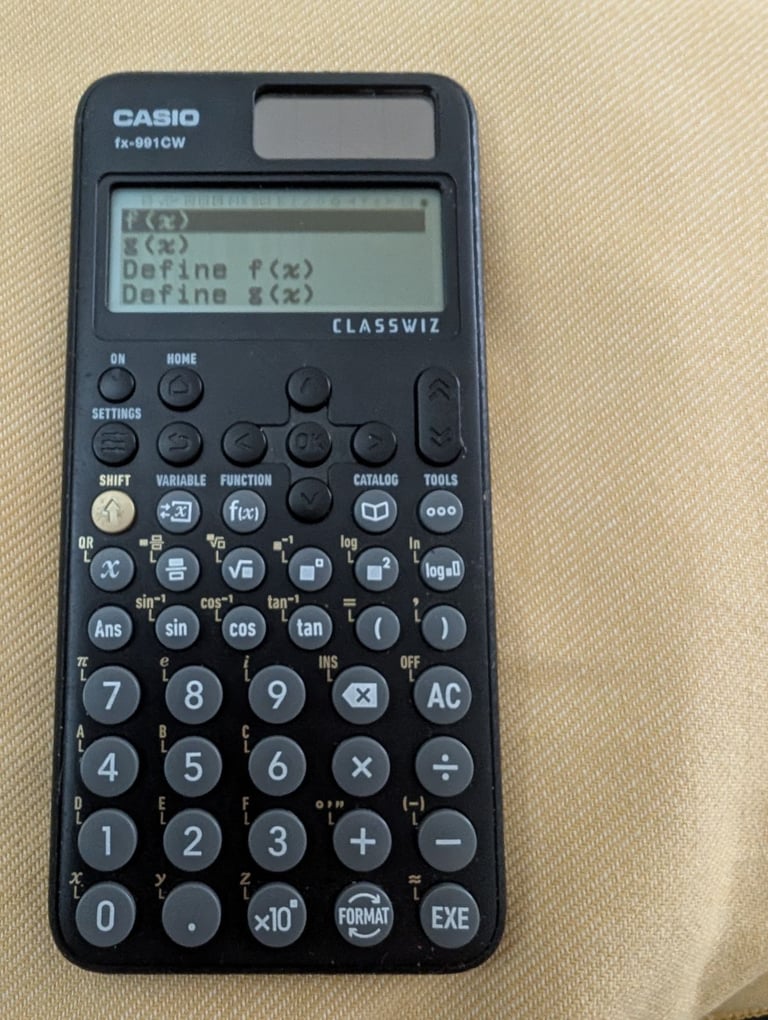 CASIO
fx-991CW
f(x)
g(x)
Define f(x)
Define g(x)
CLASSWIZ
ON HOME
OK
SETTINGS
SHIFT VARIABLE FUNCTION CATALOG TOOLS
x f(x)
QR log ln
x log
sin⁻¹ cos⁻¹ tan⁻¹ = ,
Ans sin cos tan ( )
π e i INS OFF
7 8 9 AC
A B C
4 5 6 × ÷
D E F ° ′ ″ (−)
1 2 3 + −
x y z ≈
0 . ×10 FORMAT EXE